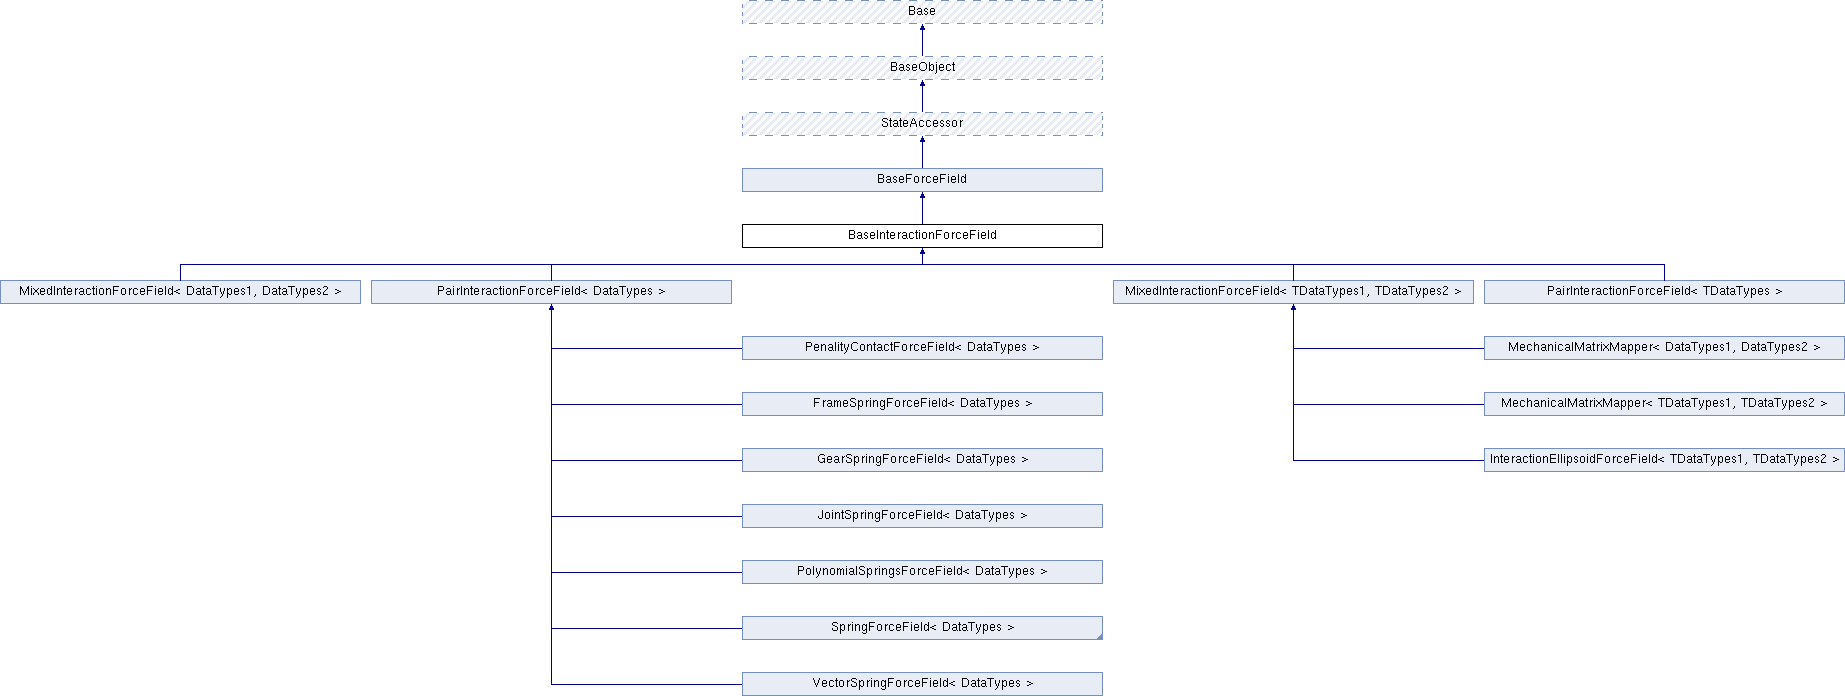 Base
BaseObject
StateAccessor
BaseForceField
BaseInteractionForceField
MixedInteractionForceField< DataTypes1, DataTypes2 >
PairInteractionForceField< DataTypes >
MixedInteractionForceField< TDataTypes1, TDataTypes2 >
PairInteractionForceField< TDataTypes >
PenalityContactForceField< DataTypes >
MechanicalMatrixMapper< DataTypes1, DataTypes2 >
FrameSpringForceField< DataTypes >
MechanicalMatrixMapper< TDataTypes1, TDataTypes2 >
GearSpringForceField< DataTypes >
InteractionEllipsoidForceField< TDataTypes1, TDataTypes2 >
JointSpringForceField< DataTypes >
PolynomialSpringsForceField< DataTypes >
SpringForceField< DataTypes >
VectorSpringForceField< DataTypes >